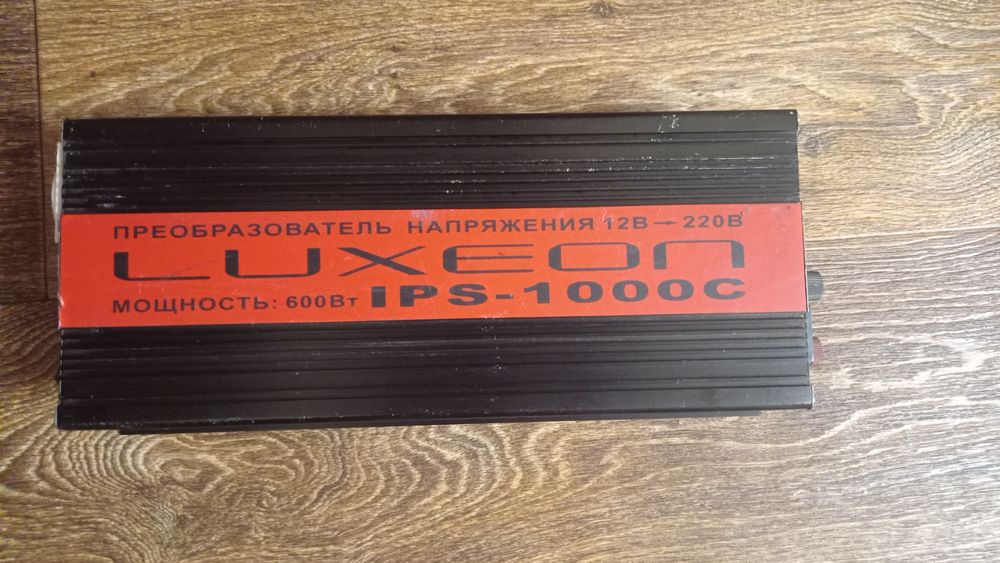 ПРЕОБРАЗОВАТЕЛЬ НАПРЯЖЕНИЯ 12В → 220В
LUXEON
МОЩНОСТЬ: 600Вт iPS-1000C